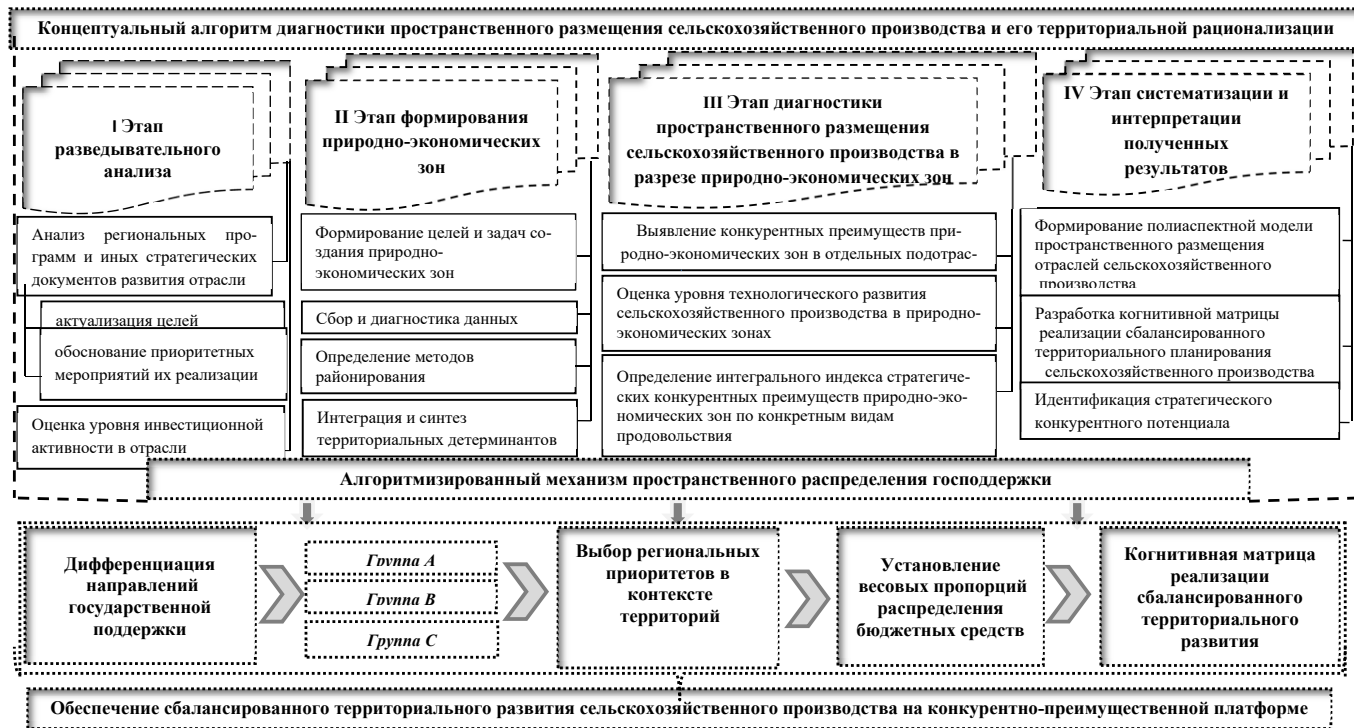 Концептуальный алгоритм диагностики пространственного размещения сельскохозяйственного производства и его территориальной рационализации
I Этап
разведывательного
анализа
Анализ региональных про-
грамм и иных стратегических
документов развития отрасли
актуализация целей
обоснование приоритетных
мероприятий их реализации
Оценка уровня инвестиционной
активности в отрасли
II Этап формирования
природно-экономических
зон
Формирование целей и задач со-
здания природно-
экономических зон
Сбор и диагностика данных
Определение методов
районирования
Интеграция и синтез
территориальных детерминантов
III Этап диагностики
пространственного размещения
сельскохозяйственного производства в
разрезе природно-экономических зон
Выявление конкурентных преимуществ при-
родно-экономических зон в отдельных подотрас-
Оценка уровня технологического развития
сельскохозяйственного производства в природно-
экономических зонах
Определение интегрального индекса стратегиче-
ских конкурентных преимуществ природно-эко-
номических зон по конкретным видам
продовольствия
IV Этап систематизации и
интерпретации
полученных
результатов
Формирование полиаспектной модели
пространственного размещения
отраслей сельскохозяйственного
производства
Разработка когнитивной матрицы
реализации сбалансированного
территориального планирования
сельскохозяйственного производства
Идентификация стратегического
конкурентного потенциала
Алгоритмизированный механизм пространственного распределения господдержки
Дифференциация
направлений
государственной
поддержки
Группа А
Группа В
Группа С
Выбор региональных
приоритетов в
контексте
территорий
Установление
весовых пропорций
распределения
бюджетных средств
Когнитивная матрица
реализации
сбалансированного
территориального
развития
Обеспечение сбалансированного территориального развития сельскохозяйственного производства на конкурентно-преимущественной платформе